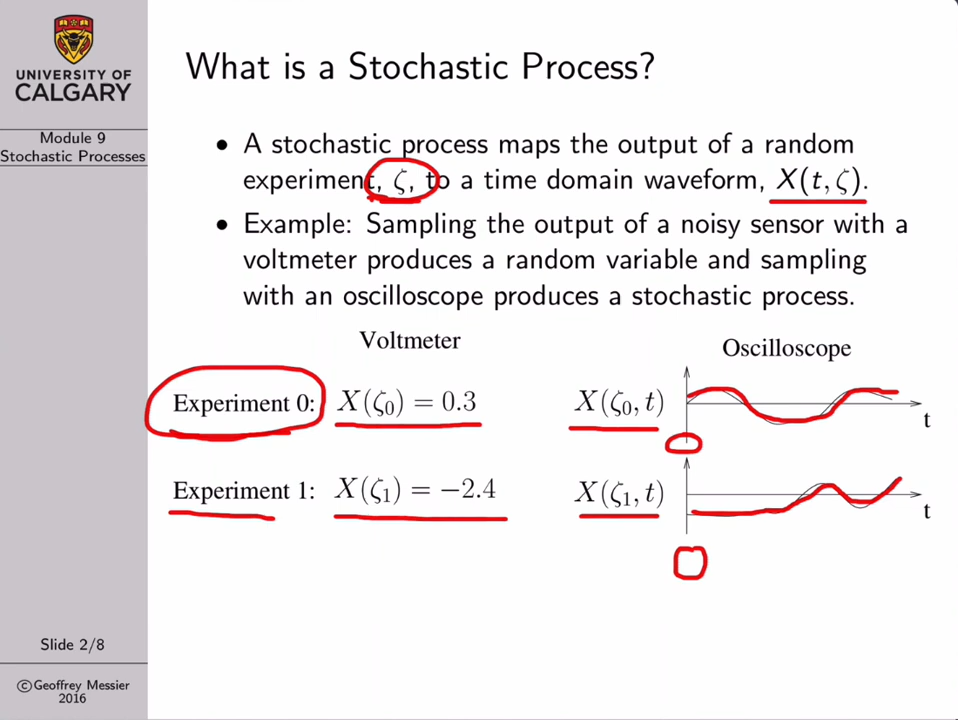 UNIVERSITY OF
CALGARY
Module 9
Stochastic Processes
What is a Stochastic Process?
• A stochastic process maps the output of a random
experiment, ζ, to a time domain waveform, X(t, ζ).
• Example: Sampling the output of a noisy sensor with a
voltmeter produces a random variable and sampling
with an oscilloscope produces a stochastic process.
Voltmeter
Oscilloscope
Experiment 0: X(ζ₀) = 0.3 X(ζ₀, t)
t
Experiment 1: X(ζ₁) = −2.4 X(ζ₁, t)
t
Slide 2/8
©Geoffrey Messier
2016